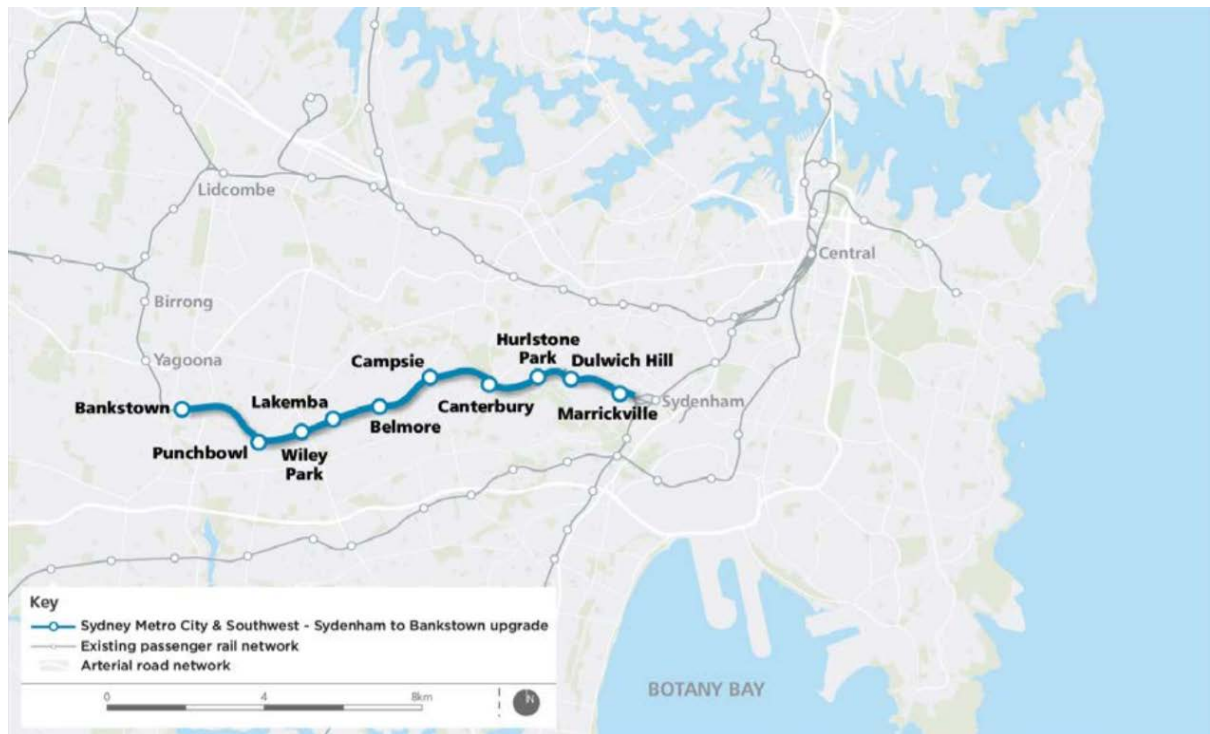 Lidcombe
Central
Birrong
Hurlstone
Park
Dulwich Hill
Campsie
Yagoona
Lakemba
Bankstown
Canterbury
Marrickville
Sydenham
Belmore
Punchbowl
Wiley
Park
Key
Sydney Metro City & Southwest - Sydenham to Bankstown upgrade
Existing passenger rail network
Arterial road network
0 4 8km
N
BOTANY BAY